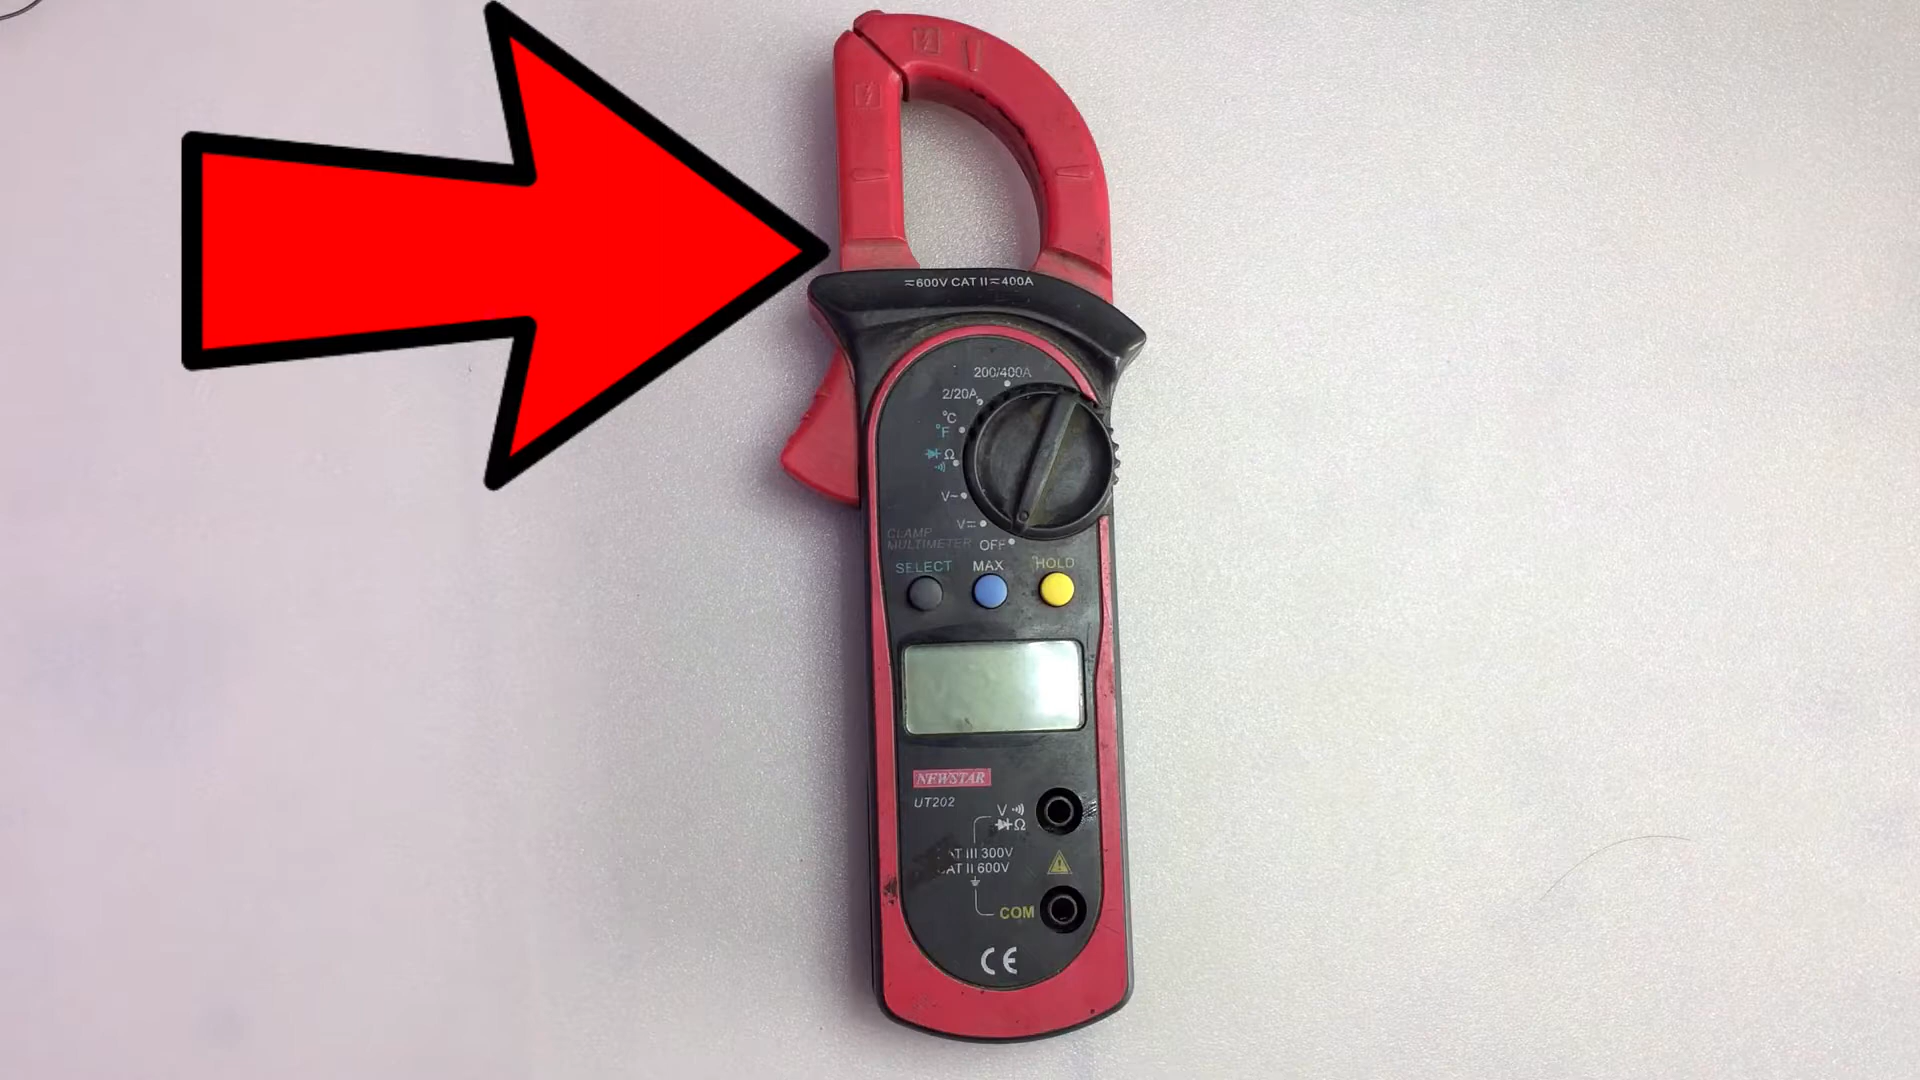 ≂600V CAT II ≂400A
200/400A
2/20A
°C
°F
Ω
V~
V⎓
CLAMP
MULTIMETER
OFF
SELECT MAX HOLD
NEWSTAR
UT202
V
Ω
CAT III 300V
CAT II 600V
COM
CE